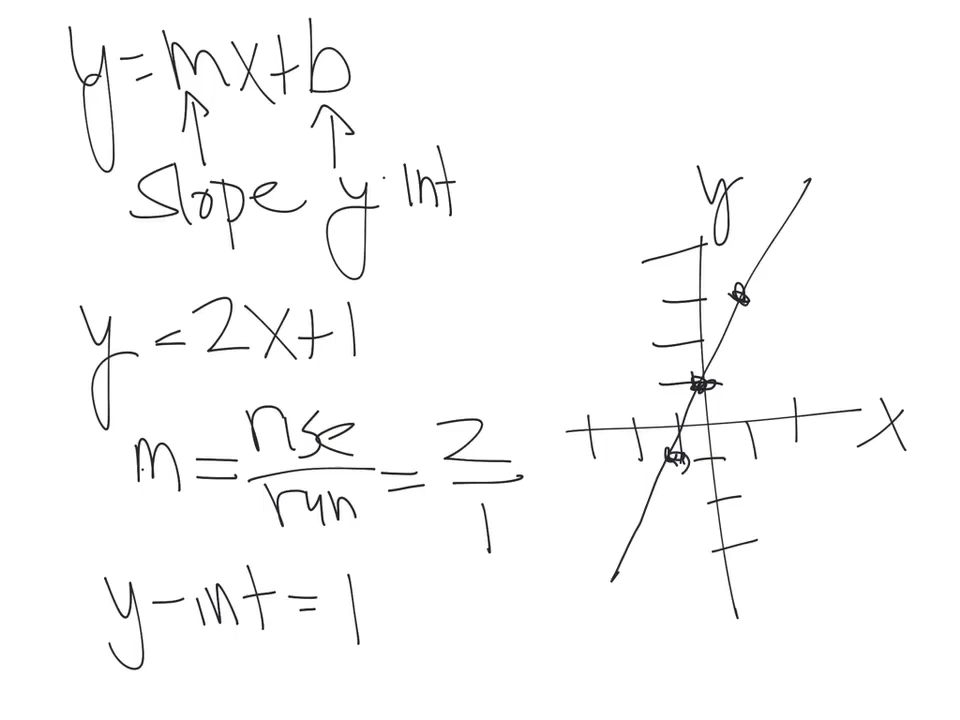 y = mx + b
slope y-int
y = 2x + 1
m = rise/run = 2/1
y-int = 1
y
x